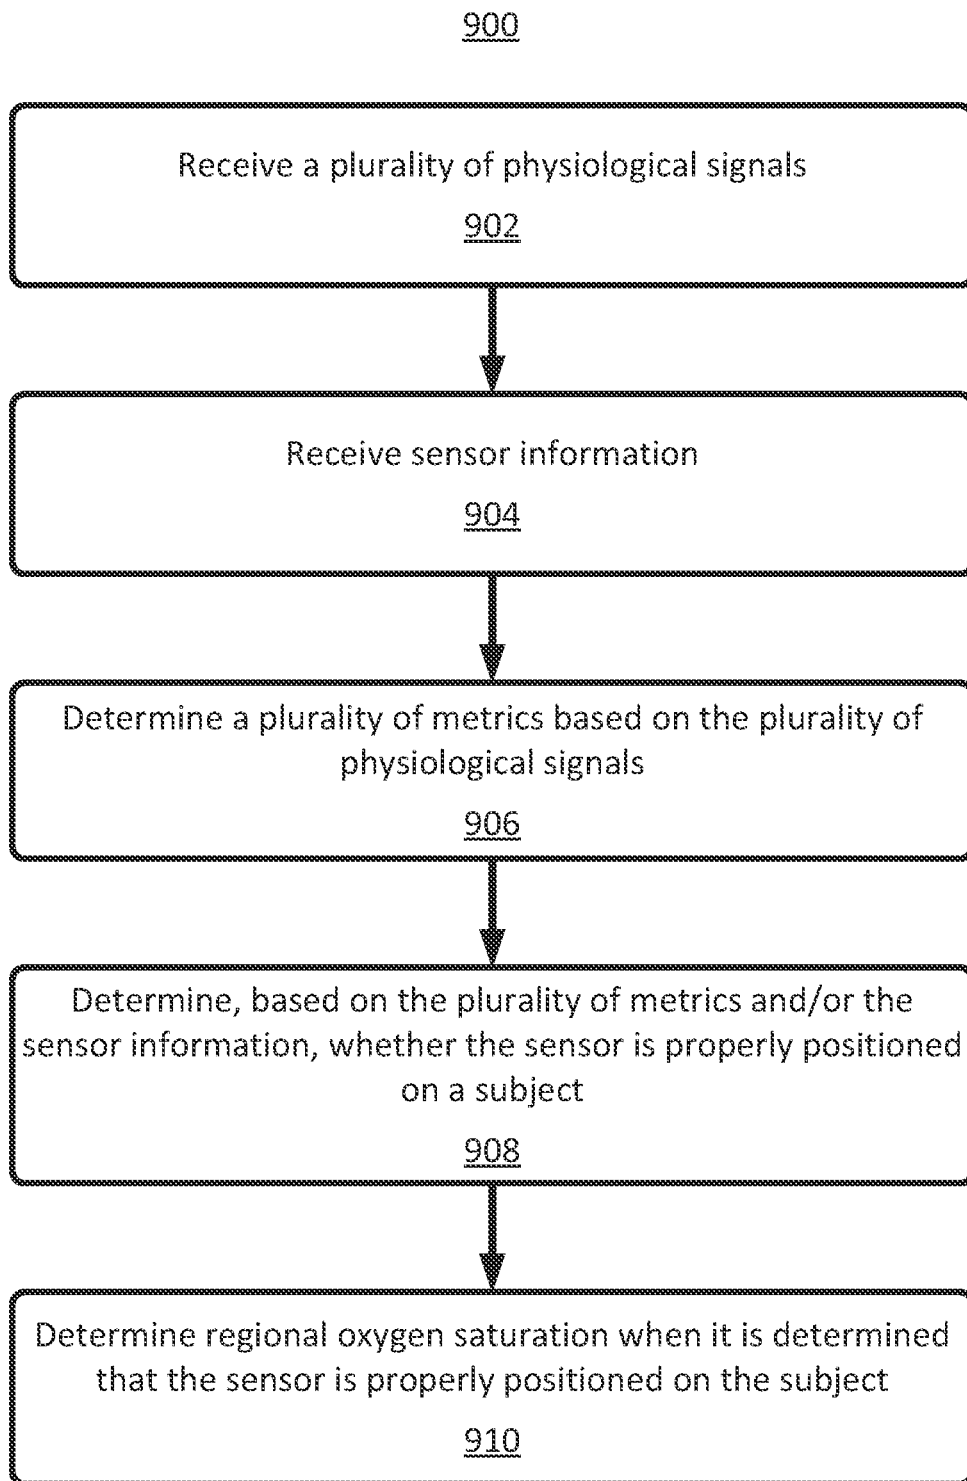 900
Receive a plurality of physiological signals
902
Receive sensor information
904
Determine a plurality of metrics based on the plurality of
physiological signals
906
Determine, based on the plurality of metrics and/or the
sensor information, whether the sensor is properly positioned
on a subject
908
Determine regional oxygen saturation when it is determined
that the sensor is properly positioned on the subject
910